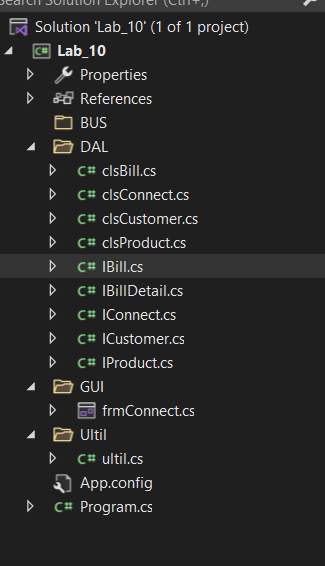 Search Solution Explorer (Ctrl+;)
Solution 'Lab_10' (1 of 1 project)
C# Lab_10
Properties
References
BUS
DAL
C# clsBill.cs
C# clsConnect.cs
C# clsCustomer.cs
C# clsProduct.cs
C# IBill.cs
C# IBillDetail.cs
C# IConnect.cs
C# ICustomer.cs
C# IProduct.cs
GUI
frmConnect.cs
Ultil
C# ultil.cs
App.config
C# Program.cs